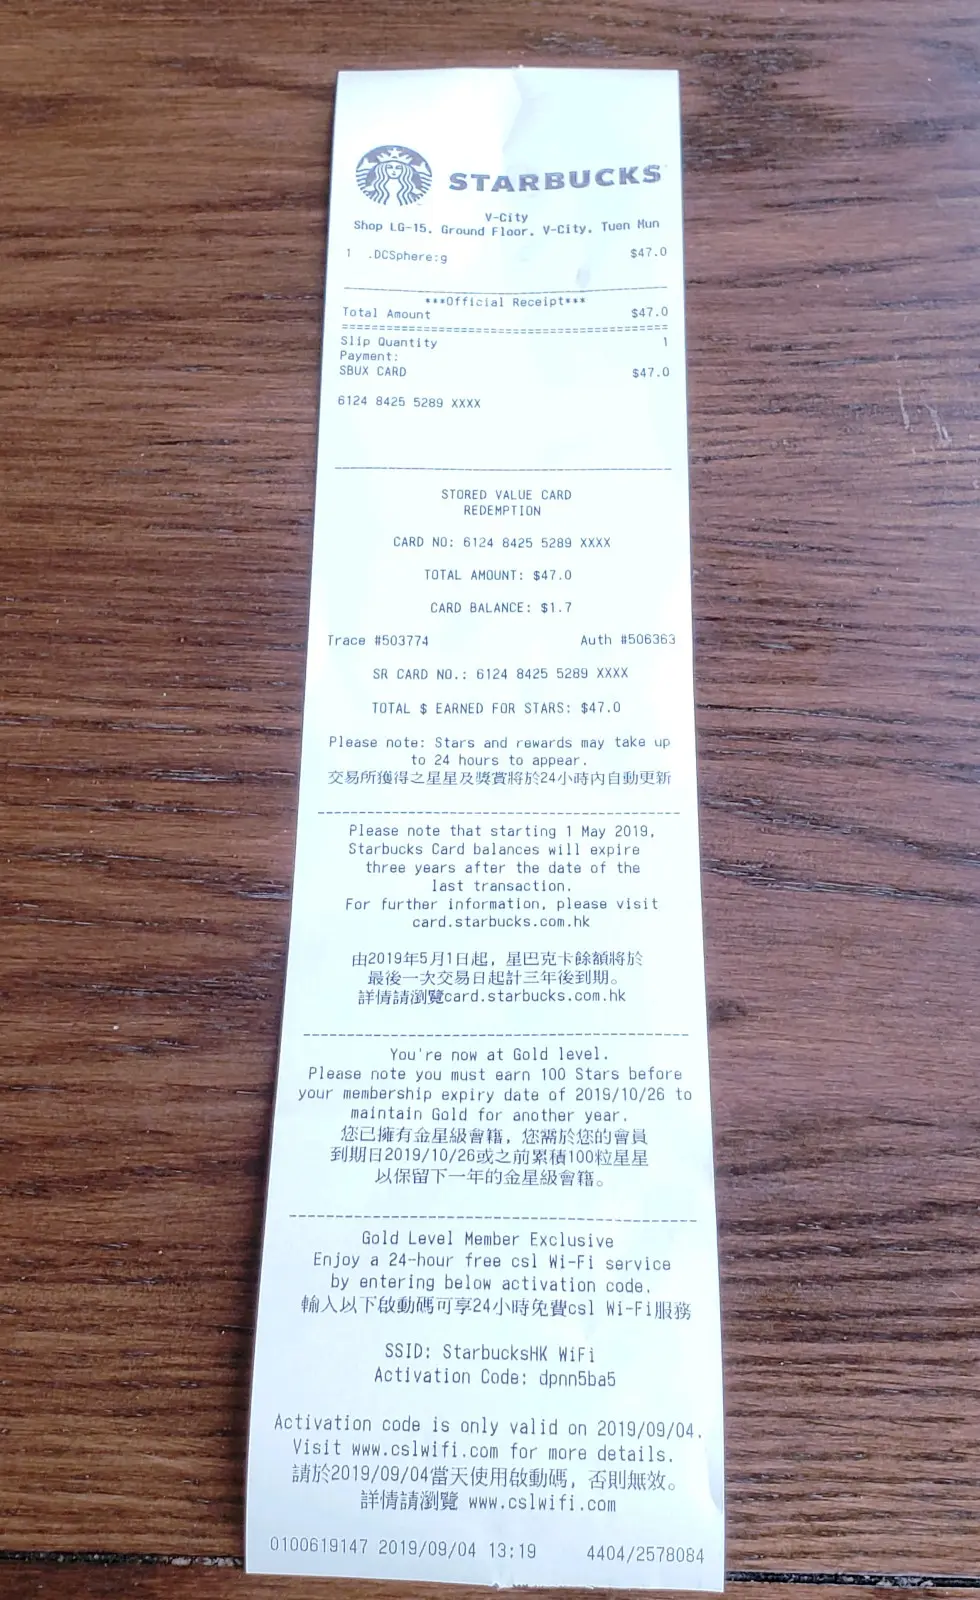 STARBUCKS
V-City
Shop LG-15, Ground Floor, V-City, Tuen Mun
1 .DCSphere:g $47.0
***Official Receipt***
Total Amount $47.0
Slip Quantity 1
Payment:
SBUX CARD $47.0
6124 8425 5289 XXXX
STORED VALUE CARD
REDEMPTION
CARD NO: 6124 8425 5289 XXXX
TOTAL AMOUNT: $47.0
CARD BALANCE: $1.7
Trace #503774 Auth #506363
SR CARD NO.: 6124 8425 5289 XXXX
TOTAL $ EARNED FOR STARS: $47.0
Please note: Stars and rewards may take up
to 24 hours to appear.
交易所獲得之星星及獎賞將於24小時內自動更新
Please note that starting 1 May 2019,
Starbucks Card balances will expire
three years after the date of the
last transaction.
For further information, please visit
card.starbucks.com.hk
由2019年5月1日起，星巴克卡餘額將於
最後一次交易日起計三年後到期。
詳情請瀏覽card.starbucks.com.hk
You're now at Gold level.
Please note you must earn 100 Stars before
your membership expiry date of 2019/10/26 to
maintain Gold for another year.
您已擁有金星級會籍，您需於您的會員
到期日2019/10/26或之前累積100粒星星
以保留下一年的金星級會籍。
Gold Level Member Exclusive
Enjoy a 24-hour free csl Wi-Fi service
by entering below activation code.
輸入以下啟動碼可享24小時免費csl Wi-Fi服務
SSID: StarbucksHK WiFi
Activation Code: dpnn5ba5
Activation code is only valid on 2019/09/04.
Visit www.cslwifi.com for more details.
請於2019/09/04當天使用啟動碼，否則無效。
詳情請瀏覽 www.cslwifi.com
0100619147 2019/09/04 13:19 4404/2578084